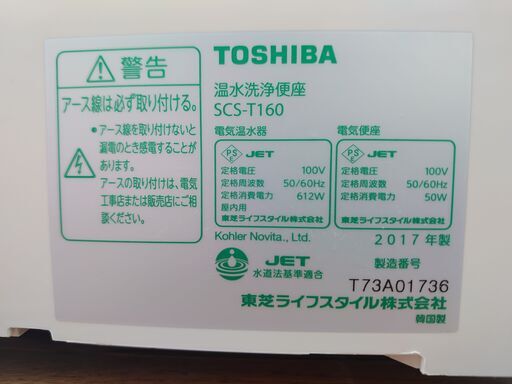 警告
アース線は必ず取り付ける。
●アース線を取り付けないと
漏電のとき感電することが
あります。
アースの取り付けは、電気
工事店または販売店にご相
談ください。
TOSHIBA
温水洗浄便座
SCS-T160
電気温水器
PS
E
JET
定格電圧 100V
定格周波数 50/60Hz
定格消費電力 612W
屋内用
東芝ライフスタイル株式会社
電気便座
PS
E
JET
定格電圧 100V
定格周波数 50/60Hz
定格消費電力 50W
東芝ライフスタイル株式会社
Kohler Novita., Ltd.
2017年製
JET
水道法基準適合
製造番号
T73A01736
東芝ライフスタイル株式会社
韓国製